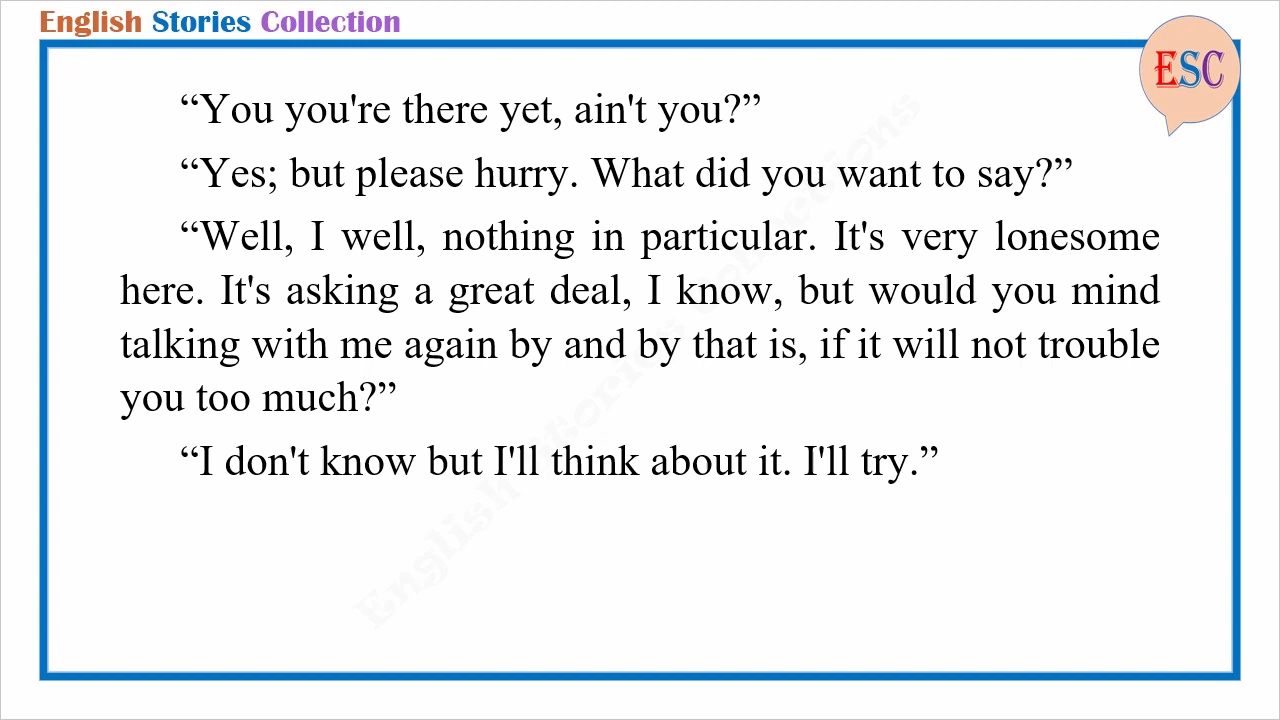 English Stories Collection
ESC
“You you're there yet, ain't you?”
“Yes; but please hurry. What did you want to say?”
“Well, I well, nothing in particular. It's very lonesome
here. It's asking a great deal, I know, but would you mind
talking with me again by and by that is, if it will not trouble
you too much?”
“I don't know but I'll think about it. I'll try.”
English Stories Collections